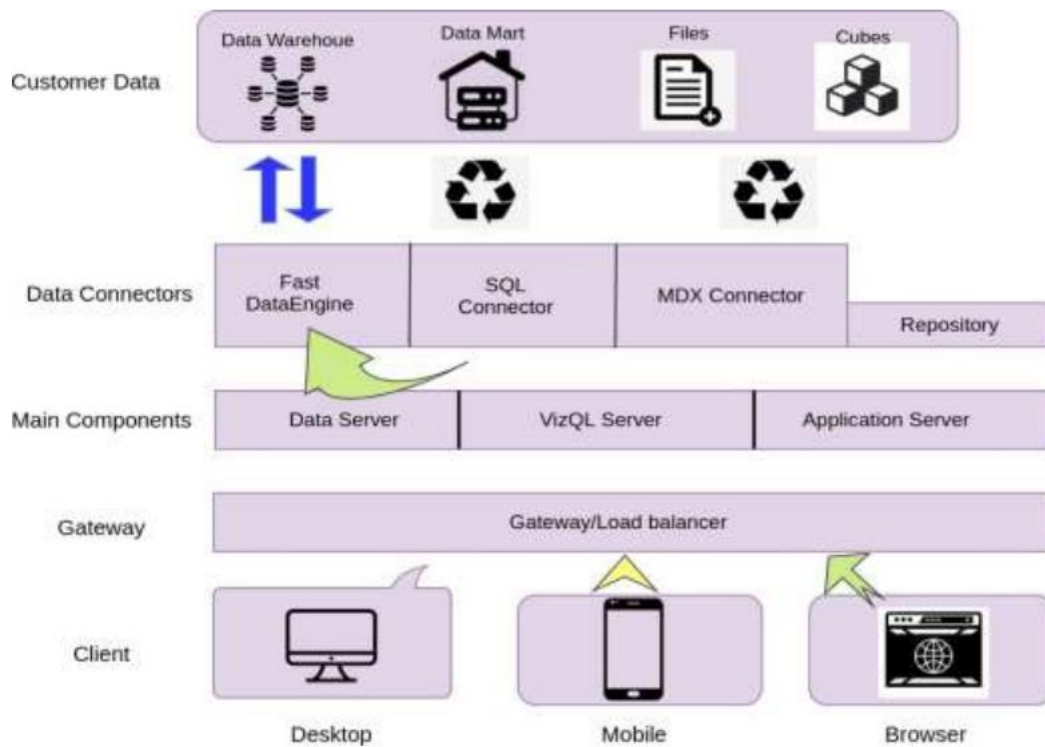 Data Warehoue
Data Mart
Files
Cubes
Customer Data
Data Connectors
Fast
DataEngine
SQL
Connector
MDX Connector
Repository
Main Components
Data Server
VizQL Server
Application Server
Gateway
Gateway/Load balancer
Client
Desktop
Mobile
Browser